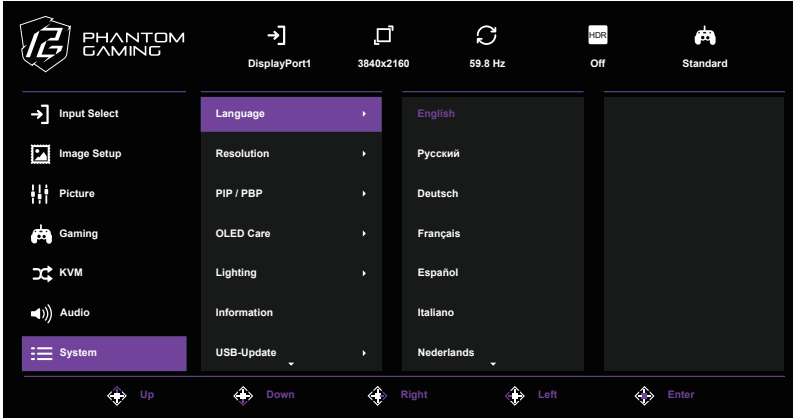 PHANTOM
GAMING
DisplayPort1
3840x2160
59.8 Hz
HDR
Off
Standard
Input Select
Image Setup
Picture
Gaming
KVM
Audio
System
Language
Resolution
PIP / PBP
OLED Care
Lighting
Information
USB-Update
English
Русский
Deutsch
Français
Español
Italiano
Nederlands
Up
Down
Right
Left
Enter